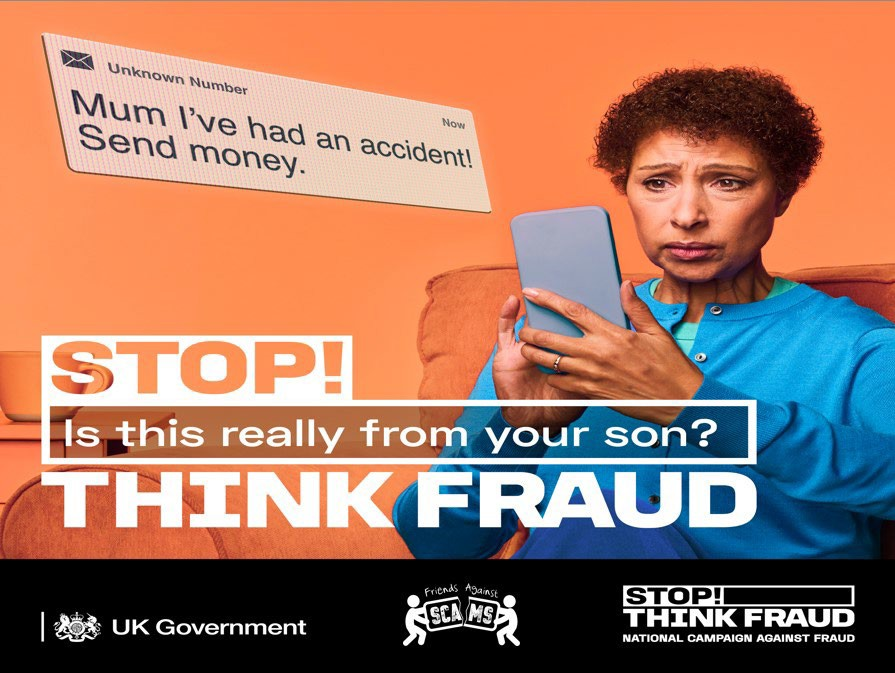 Unknown Number
Now
Mum I've had an accident!
Send money.
STOP!
Is this really from your son?
THINK FRAUD
UK Government
Friends Against
SCAMS
STOP!
THINK FRAUD
NATIONAL CAMPAIGN AGAINST FRAUD